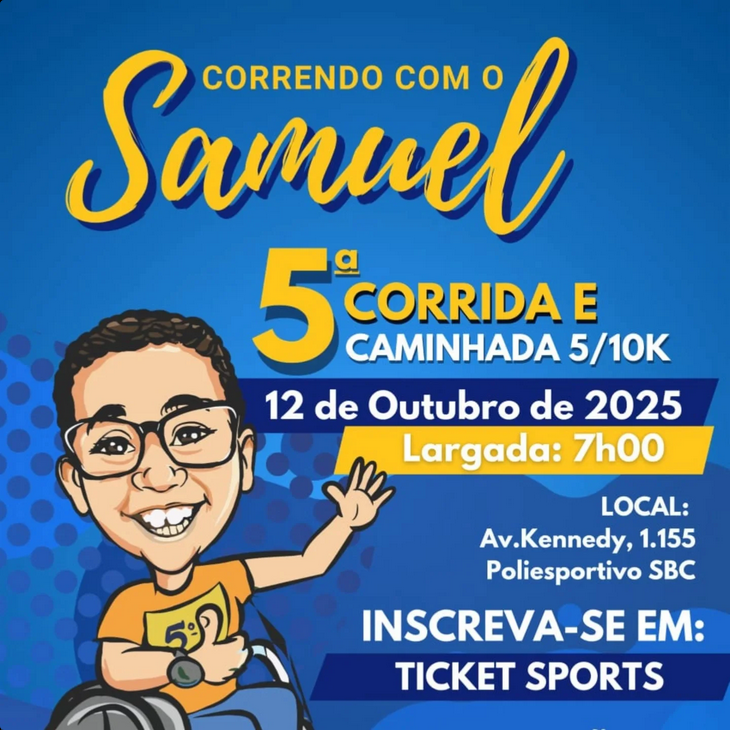 CORRENDO COM O
Samuel
5ª
CORRIDA E
CAMINHADA 5/10K
12 de Outubro de 2025
Largada: 7h00
LOCAL:
Av.Kennedy, 1.155
Poliesportivo SBC
5º
INSCREVA-SE EM:
TICKET SPORTS